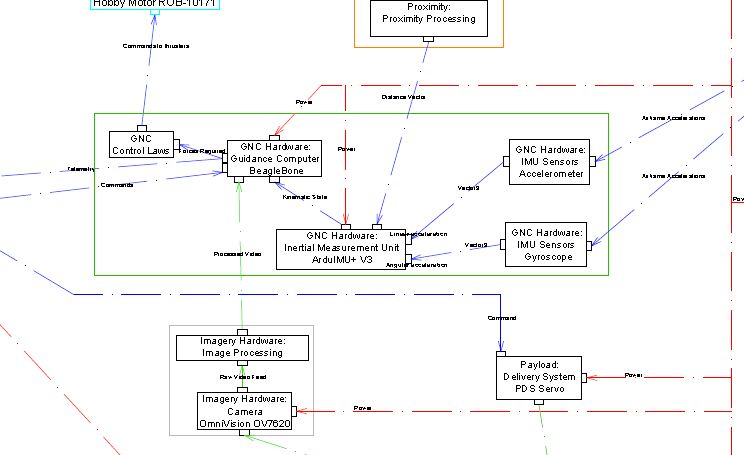 Hobby Motor ROB-10171
Proximity:
Proximity Processing
Commands to thrusters
Distance Vector
Power
Airframe Accelerations
GNC
Control Laws
Forces Required
GNC Hardware:
Guidance Computer
BeagleBone
Power
GNC Hardware:
IMU Sensors
Accelerometer
Telemetry
Commands
Airframe Accelerations
Vector3
Kinematic State
Power
GNC Hardware:
Inertial Measurement Unit
ArduIMU+ V3
Linear Acceleration
Vector3
Angular Acceleration
GNC Hardware:
IMU Sensors
Gyroscope
Processed Video
Command
Imagery Hardware:
Image Processing
Raw Video Feed
Payload:
Delivery System
PDS Servo
Power
Imagery Hardware:
Camera
OmniVision OV7620
Power